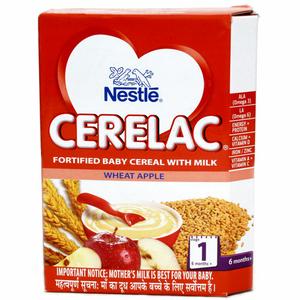 Nestlé
CERELAC®
FORTIFIED BABY CEREAL WITH MILK
WHEAT APPLE
ALA
(Omega 3)
LA
(Omega 6)
ENERGY +
PROTEIN
CALCIUM +
VITAMIN D
IRON / ZINC
VITAMIN A +
VITAMIN C
1
6 months +
6 months+
IMPORTANT NOTICE: MOTHER'S MILK IS BEST FOR YOUR BABY.
महत्वपूर्ण सूचना: माँ का दूध आपके बच्चे के लिए सर्वोत्तम है।